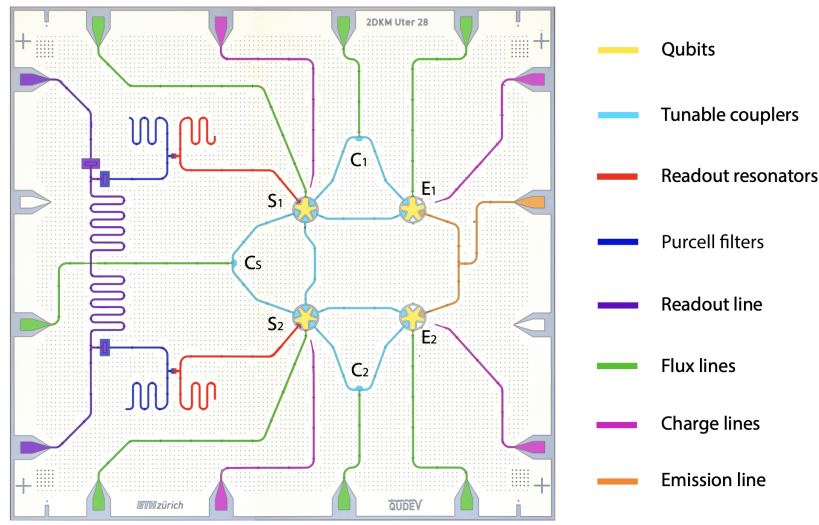 2DKM Uter 28
Qubits
Tunable couplers
C1
Readout resonators
S1
E1
Purcell filters
CS
Readout line
S2
E2
Flux lines
C2
Charge lines
Emission line
ETH zürich
QUDEV